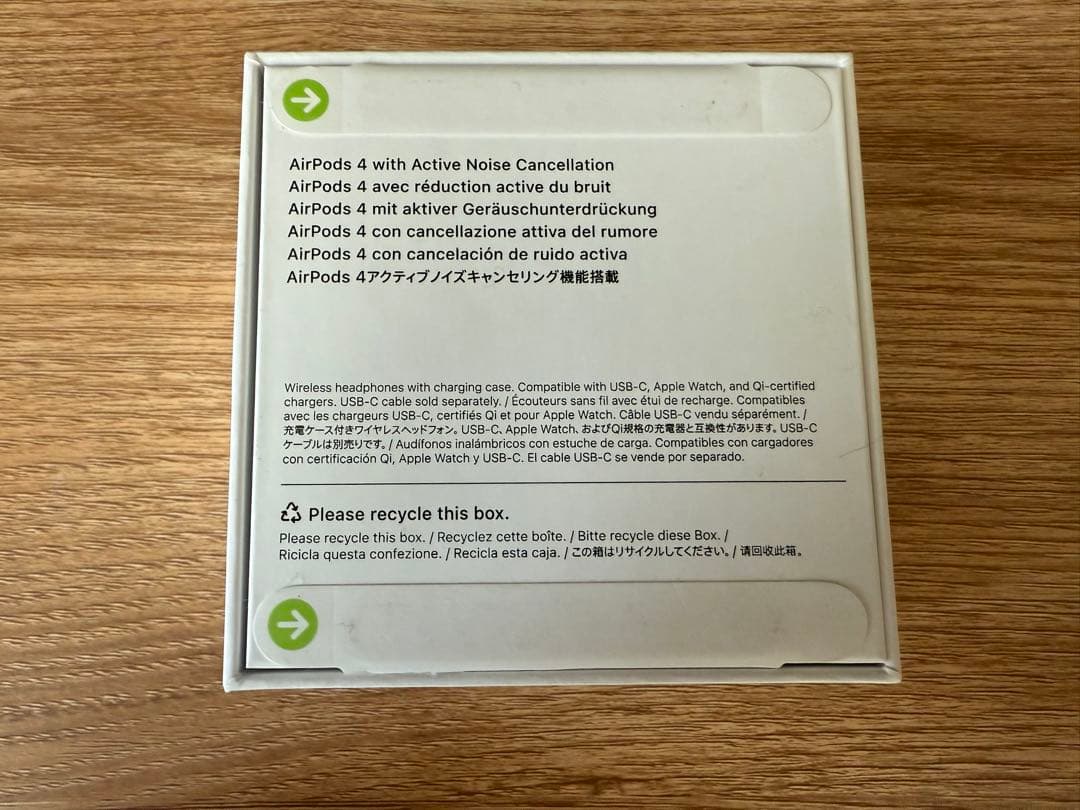 AirPods 4 with Active Noise Cancellation
AirPods 4 avec réduction active du bruit
AirPods 4 mit aktiver Geräuschunterdrückung
AirPods 4 con cancellazione attiva del rumore
AirPods 4 con cancelación de ruido activa
AirPods 4アクティブノイズキャンセリング機能搭載
Wireless headphones with charging case. Compatible with USB-C, Apple Watch, and Qi-certified
chargers. USB-C cable sold separately. / Écouteurs sans fil avec étui de recharge. Compatibles
avec les chargeurs USB-C, certifiés Qi et pour Apple Watch. Câble USB-C vendu séparément. /
充電ケース付きワイヤレスヘッドフォン。USB-C、Apple Watch、およびQi規格の充電器と互換性があります。USB-C
ケーブルは別売りです。/ Audífonos inalámbricos con estuche de carga. Compatibles con cargadores
con certificación Qi, Apple Watch y USB-C. El cable USB-C se vende por separado.
Please recycle this box.
Please recycle this box. / Recyclez cette boîte. / Bitte recycle diese Box. /
Ricicla questa confezione. / Recicla esta caja. / この箱はリサイクルしてください。/ 请回收此箱。